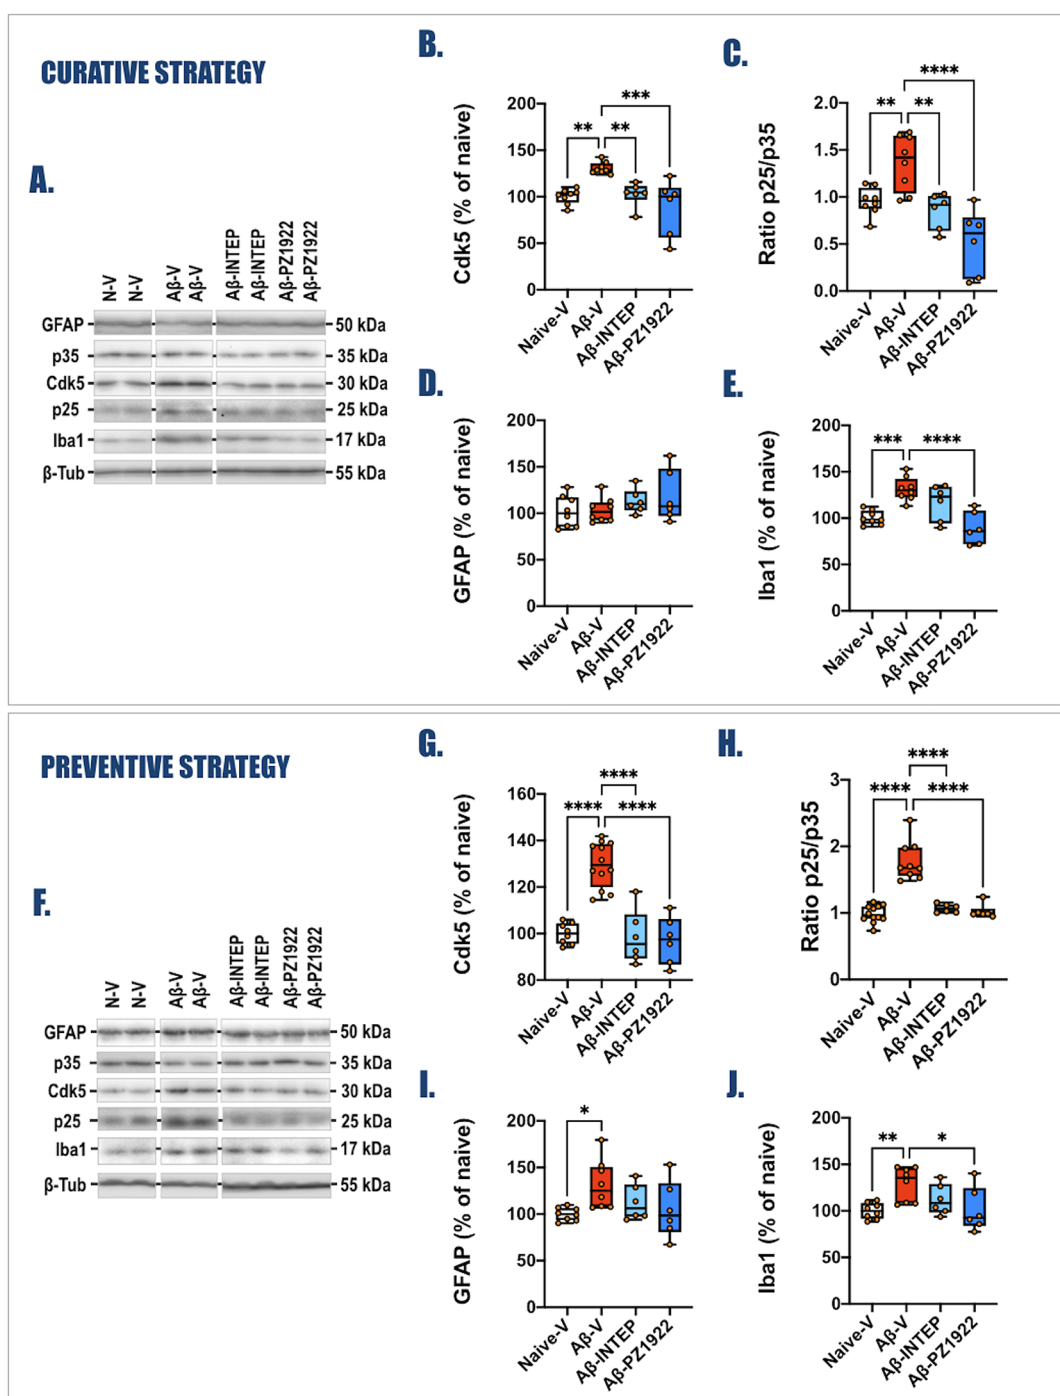 CURATIVE STRATEGY
A.
N-V
N-V
Aβ-V
Aβ-V
Aβ-INTEP
Aβ-INTEP
Aβ-PZ1922
Aβ-PZ1922
GFAP 50 kDa
p35 35 kDa
Cdk5 30 kDa
p25 25 kDa
Iba1 17 kDa
β-Tub 55 kDa
B.
Cdk5 (% of naive)
200
150
100
50
0
** ** ***
Naive-V
Aβ-V
Aβ-INTEP
Aβ-PZ1922
C.
Ratio p25/p35
2.0
1.5
1.0
0.5
0.0
** ** ****
Naive-V
Aβ-V
Aβ-INTEP
Aβ-PZ1922
D.
GFAP (% of naive)
200
150
100
50
0
Naive-V
Aβ-V
Aβ-INTEP
Aβ-PZ1922
E.
Iba1 (% of naive)
200
150
100
50
0
*** ****
Naive-V
Aβ-V
Aβ-INTEP
Aβ-PZ1922
PREVENTIVE STRATEGY
F.
N-V
N-V
Aβ-V
Aβ-V
Aβ-INTEP
Aβ-INTEP
Aβ-PZ1922
Aβ-PZ1922
GFAP 50 kDa
p35 35 kDa
Cdk5 30 kDa
p25 25 kDa
Iba1 17 kDa
β-Tub 55 kDa
G.
Cdk5 (% of naive)
160
140
120
100
80
**** **** ****
Naive-V
Aβ-V
Aβ-INTEP
Aβ-PZ1922
H.
Ratio p25/p35
3
2
1
0
**** **** ****
Naive-V
Aβ-V
Aβ-INTEP
Aβ-PZ1922
I.
GFAP (% of naive)
200
150
100
50
0
*
Naive-V
Aβ-V
Aβ-INTEP
Aβ-PZ1922
J.
Iba1 (% of naive)
200
150
100
50
0
** *
Naive-V
Aβ-V
Aβ-INTEP
Aβ-PZ1922